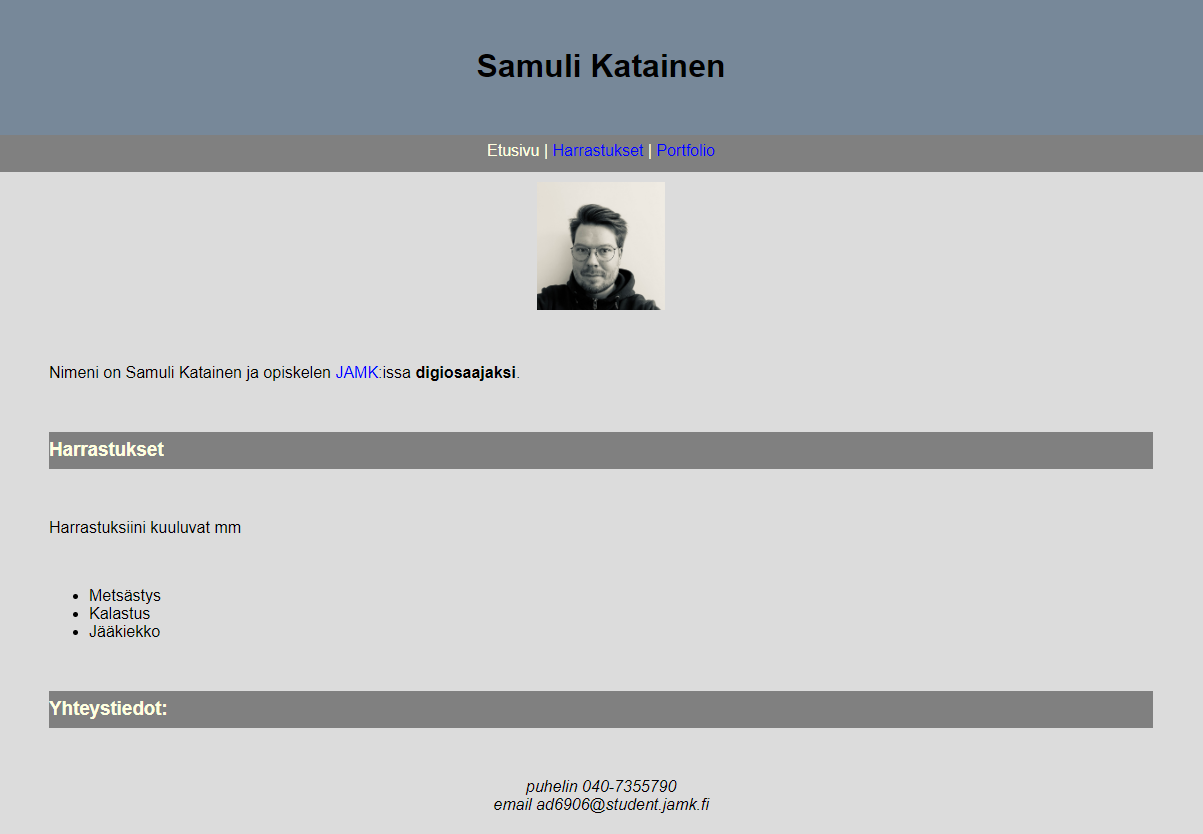 Samuli Katainen
Etusivu | Harrastukset | Portfolio
Nimeni on Samuli Katainen ja opiskelen JAMK:issa digiosaajaksi.
Harrastukset
Harrastuksiini kuuluvat mm
• Metsästys
• Kalastus
• Jääkiekko
Yhteystiedot:
puhelin 040-7355790
email ad6906@student.jamk.fi